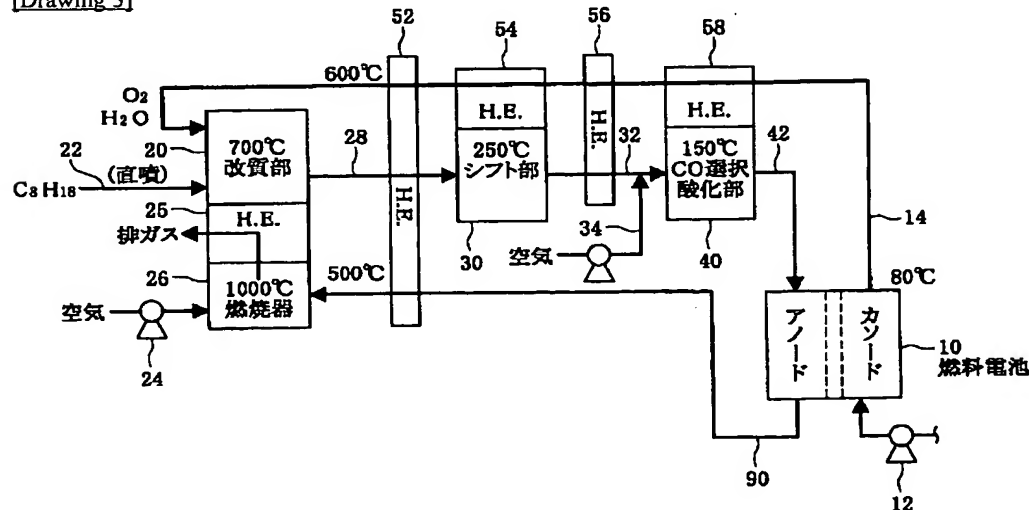 [Drawing 3]
52
54
56
58
600℃
O2
H2O
H.E.
H.E.
20
700℃
改質部
28
H.E.
250℃
シフト部
H.E.
32
150℃
CO選択
酸化部
42
22
(直噴)
C8H18
25
H.E.
排ガス
34
14
30
空気
40
26
500℃
80℃
1000℃
燃焼器
空気
アノード
カソード
10
燃料電池
24
90
12